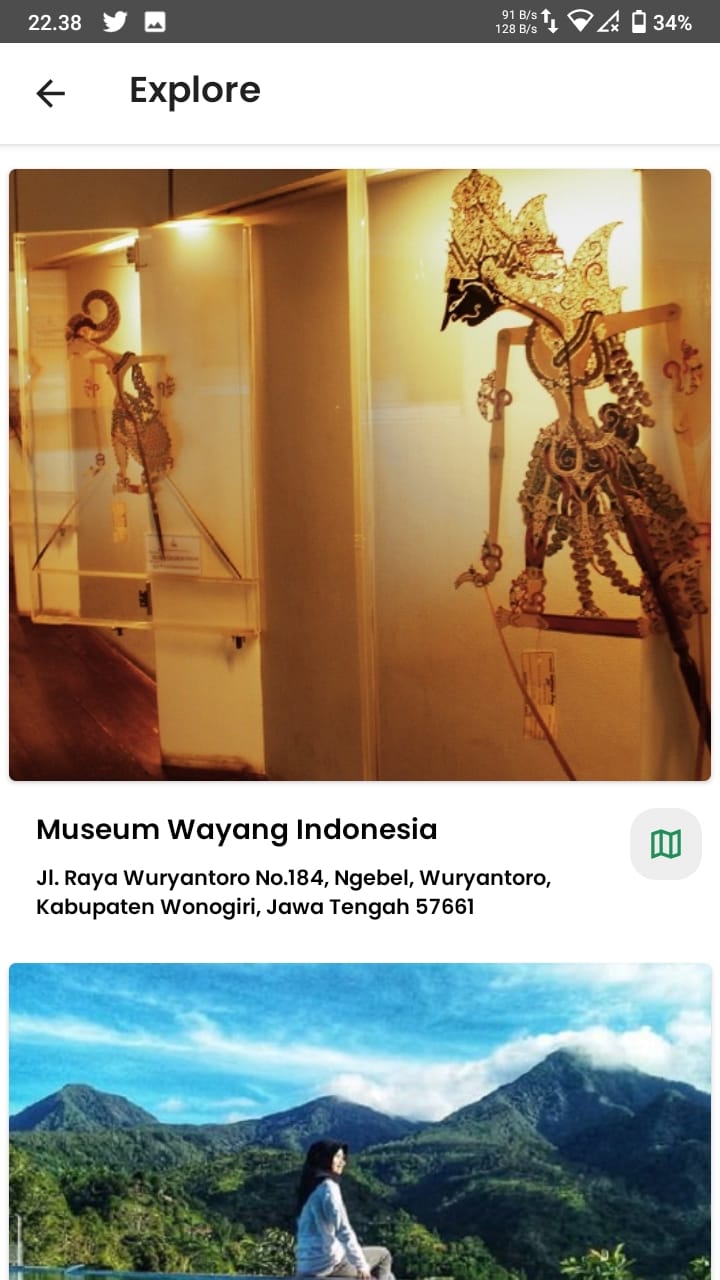 22.38
91 B/s
128 B/s
34%
Explore
Museum Wayang Indonesia
Jl. Raya Wuryantoro No.184, Ngebel, Wuryantoro,
Kabupaten Wonogiri, Jawa Tengah 57661